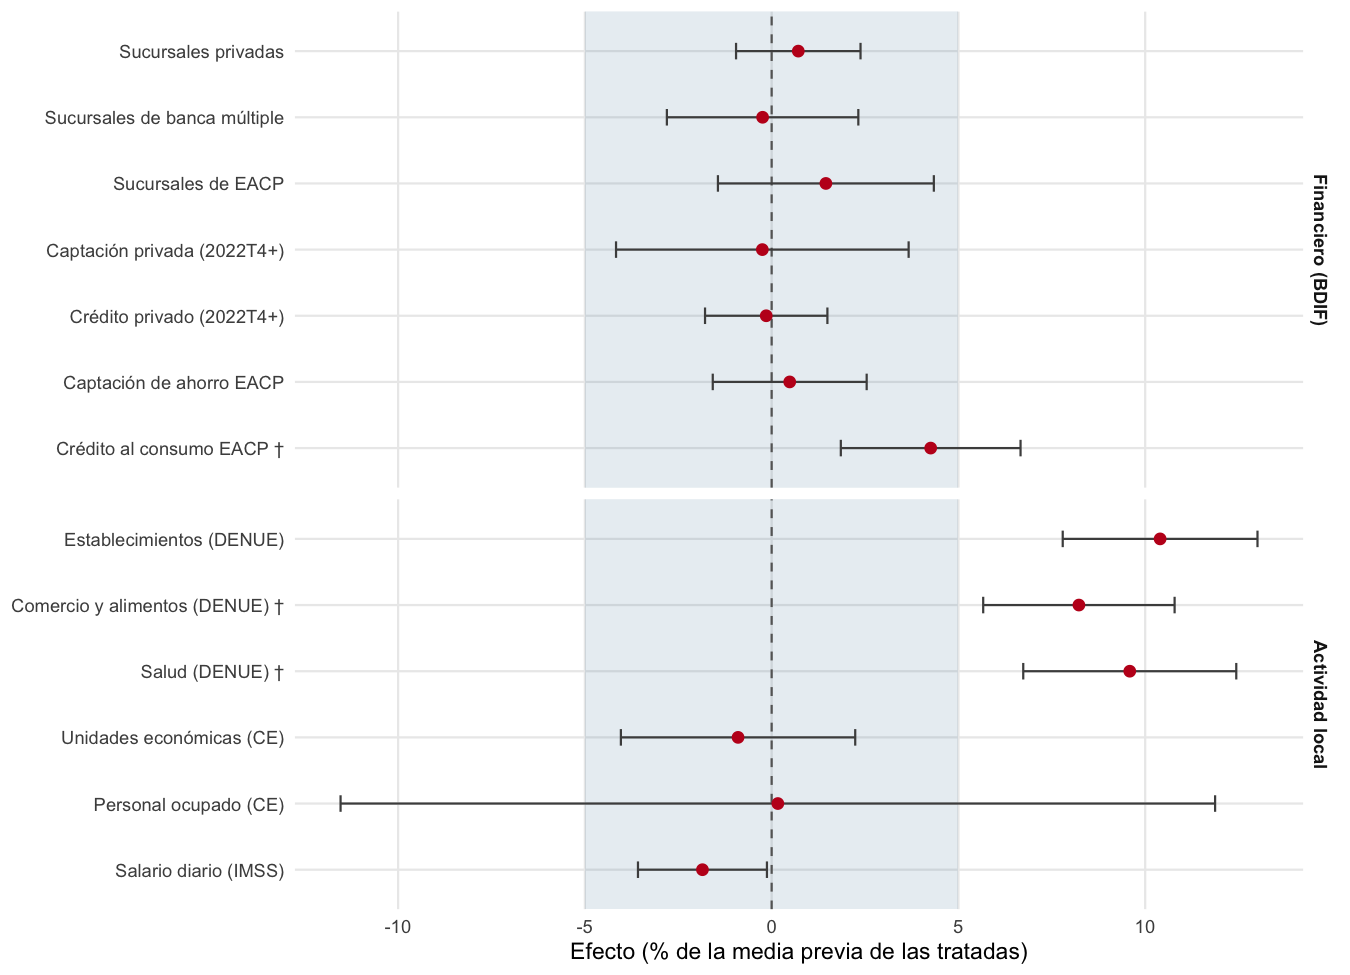 Sucursales privadas
Sucursales de banca múltiple
Sucursales de EACP
Captación privada (2022T4+)
Crédito privado (2022T4+)
Captación de ahorro EACP
Crédito al consumo EACP †
Financiero (BDIF)
Establecimientos (DENUE)
Comercio y alimentos (DENUE) †
Salud (DENUE) †
Unidades económicas (CE)
Personal ocupado (CE)
Salario diario (IMSS)
Actividad local
-10 -5 0 5 10
Efecto (% de la media previa de las tratadas)